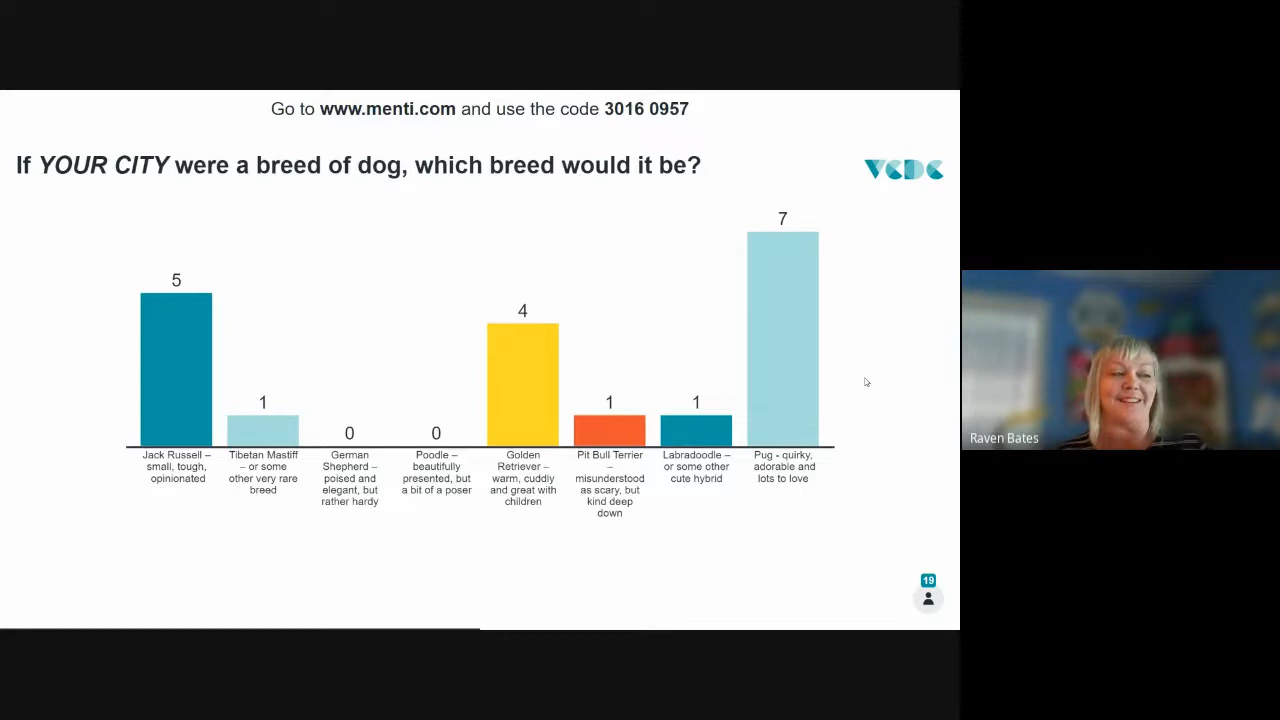 Go to www.menti.com and use the code 3016 0957
If YOUR CITY were a breed of dog, which breed would it be?
VCDC
7
5
4
1
1
1
0
0
Jack Russell –
small, tough,
opinionated
Tibetan Mastiff
– or some
other very rare
breed
German
Shepherd –
poised and
elegant, but
rather hardy
Poodle –
beautifully
presented, but
a bit of a poser
Golden
Retriever –
warm, cuddly
and great with
children
Pit Bull Terrier
–
misunderstood
as scary, but
kind deep
down
Labradoodle –
or some other
cute hybrid
Pug - quirky,
adorable and
lots to love
Raven Bates
19